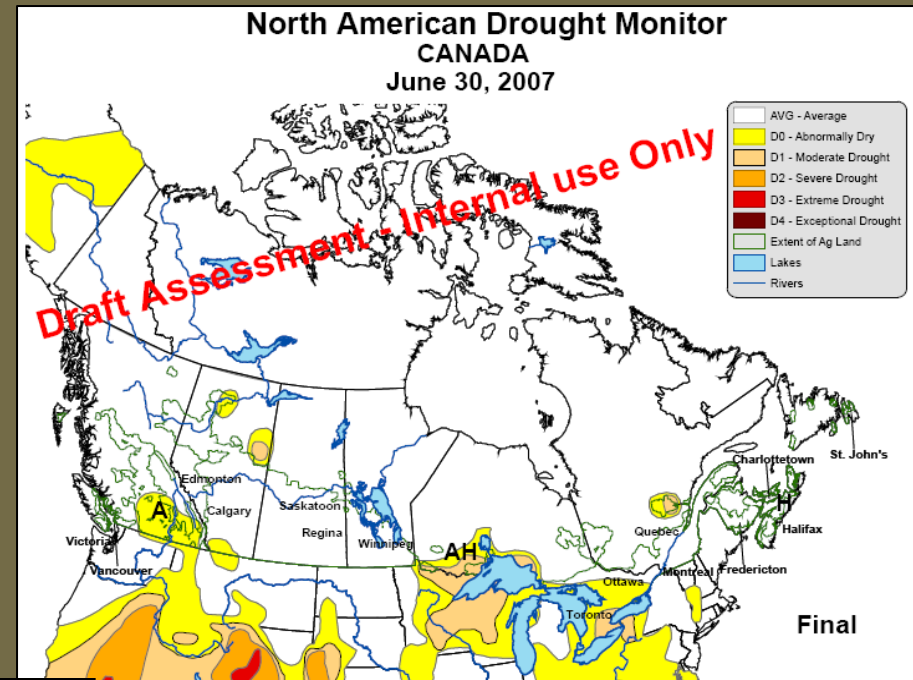 North American Drought Monitor
CANADA
June 30, 2007
AVG - Average
D0 - Abnormally Dry
D1 - Moderate Drought
D2 - Severe Drought
D3 - Extreme Drought
D4 - Exceptional Drought
Extent of Ag Land
Lakes
Rivers
Draft Assessment - Internal use Only
Charlottetown
St. John's
Edmonton
A
Calgary
Saskatoon
Regina
Winnipeg
Victoria
Vancouver
AH
Quebec
H
Halifax
Ottawa
Montreal
Fredericton
Toronto
Final